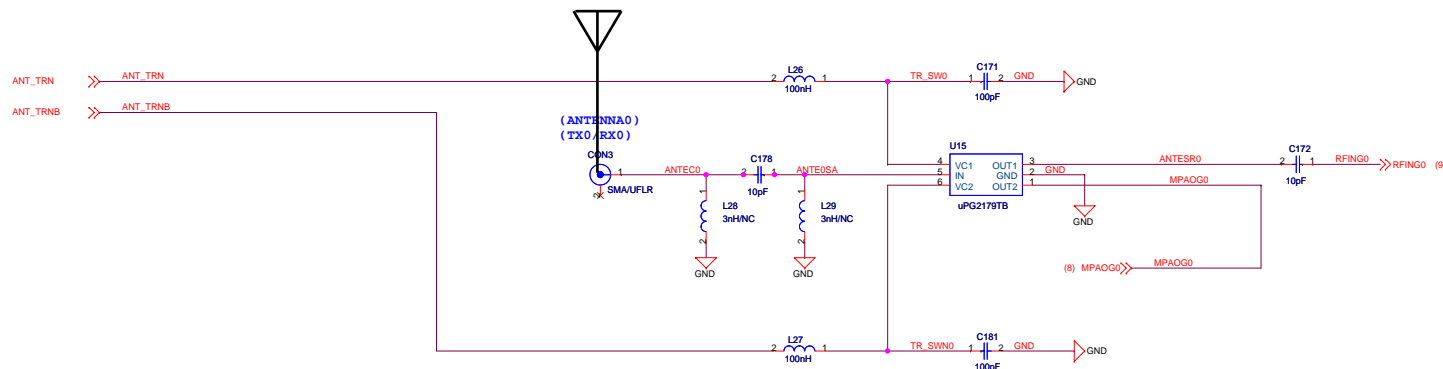 ANT_TRN
ANT_TRN
2
L26
1
100nH
TR_SW0
1
C171
2
GND
100pF
GND
ANT_TRNB
ANT_TRNB
(ANTENNA0)
(TX0/RX0)
CON3
1
2
SMA/UFLR
ANTEC0
2
C178
1
10pF
ANTE0SA
1
L28
3nH/NC
2
GND
1
L29
3nH/NC
2
GND
U15
4
VC1
OUT1
3
5
IN
GND
2
6
VC2
OUT2
1
uPG2179TB
GND
GND
ANTESR0
2
C172
1
10pF
RFING0
RFING0 (9
MPAOG0
(8) MPAOG0
MPAOG0
2
L27
1
100nH
TR_SWN0
1
C181
2
GND
100pF
GND